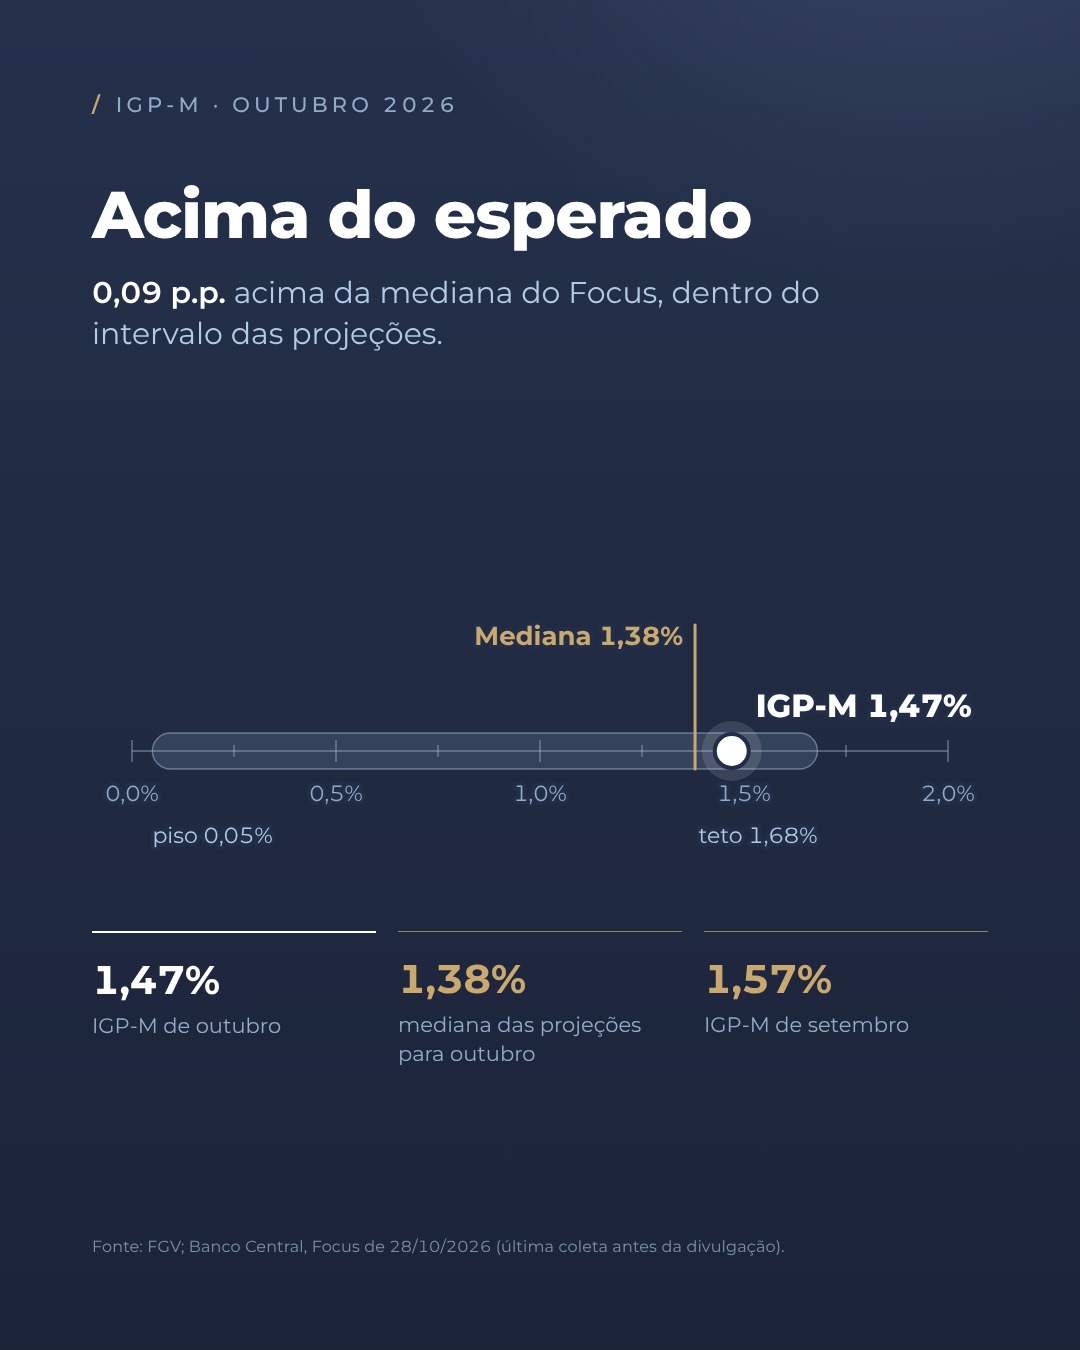 / IGP-M · OUTUBRO 2026
Acima do esperado
0,09 p.p. acima da mediana do Focus, dentro do
intervalo das projeções.
Mediana 1,38%
IGP-M 1,47%
0,0% 0,5% 1,0% 1,5% 2,0%
piso 0,05% teto 1,68%
1,47% 1,38% 1,57%
IGP-M de outubro mediana das projeções IGP-M de setembro
para outubro
Fonte: FGV; Banco Central, Focus de 28/10/2026 (última coleta antes da divulgação).